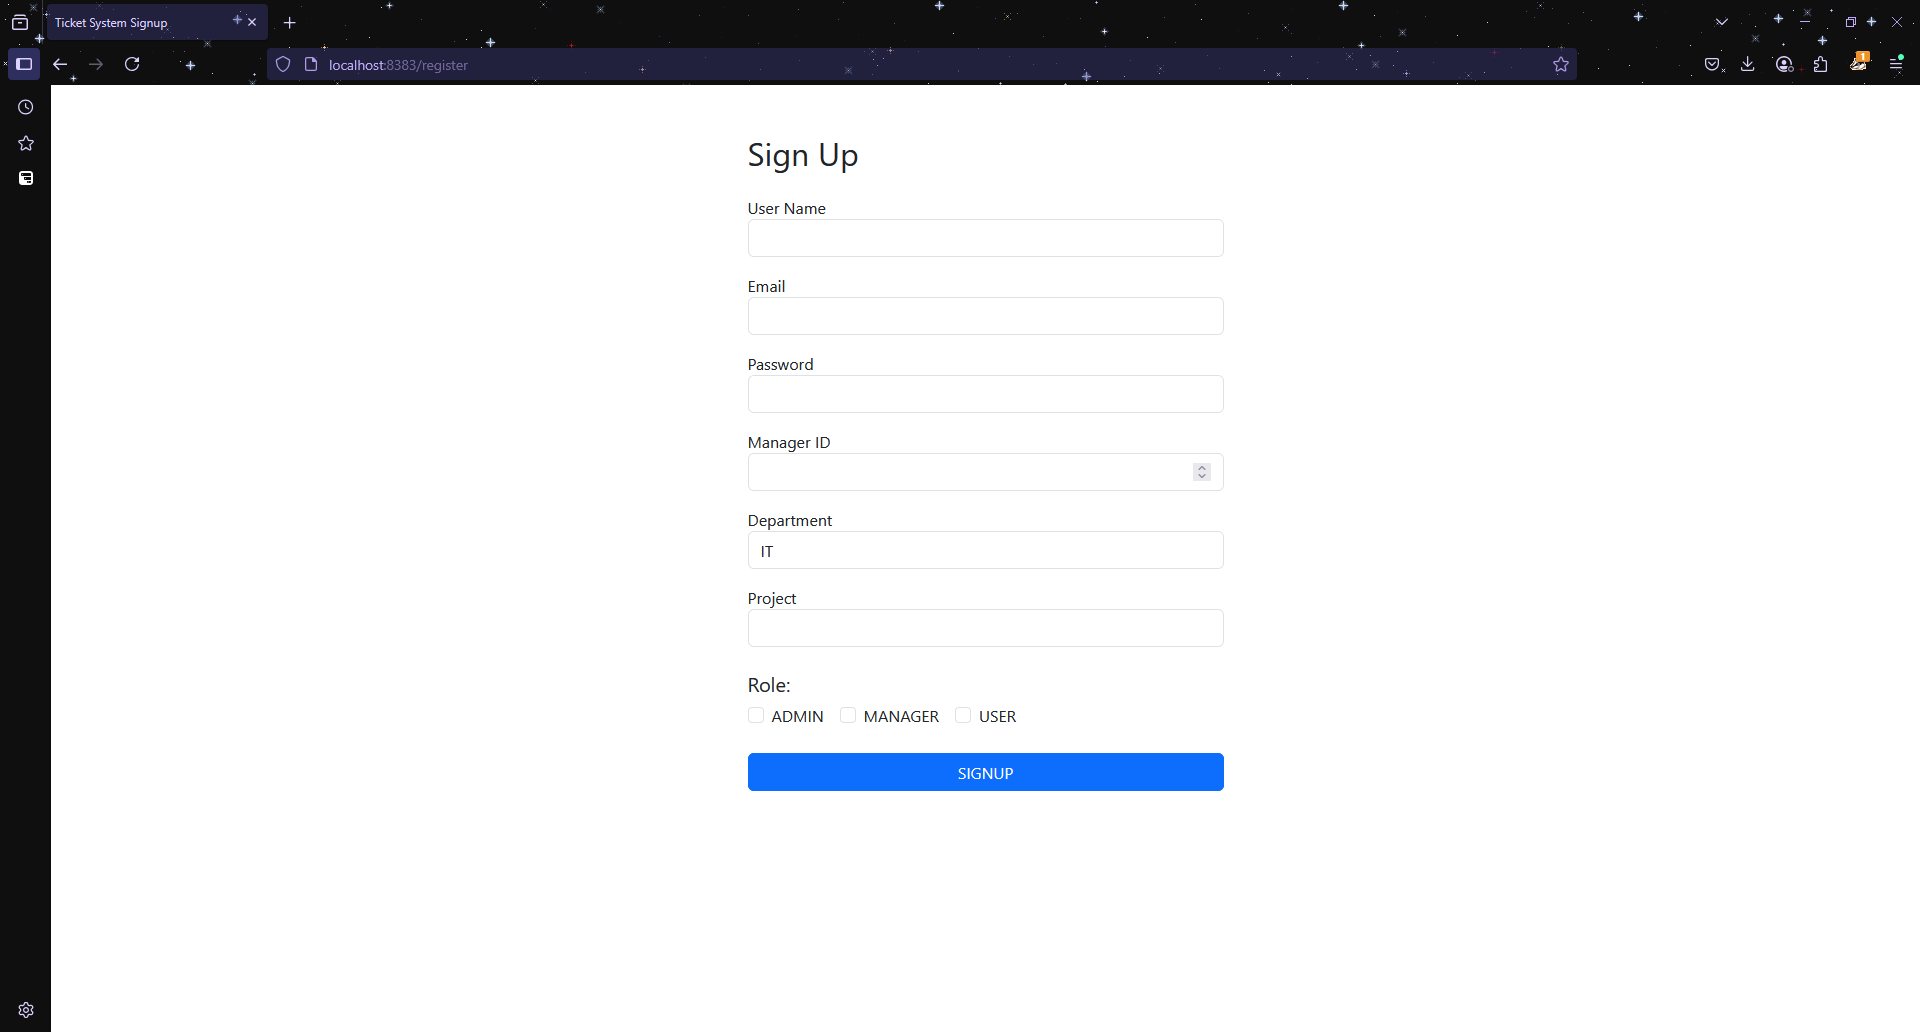 Ticket System Signup
localhost:8383/register
1
Sign Up
User Name
Email
Password
Manager ID
Department
IT
Project
Role:
ADMIN MANAGER USER
SIGNUP